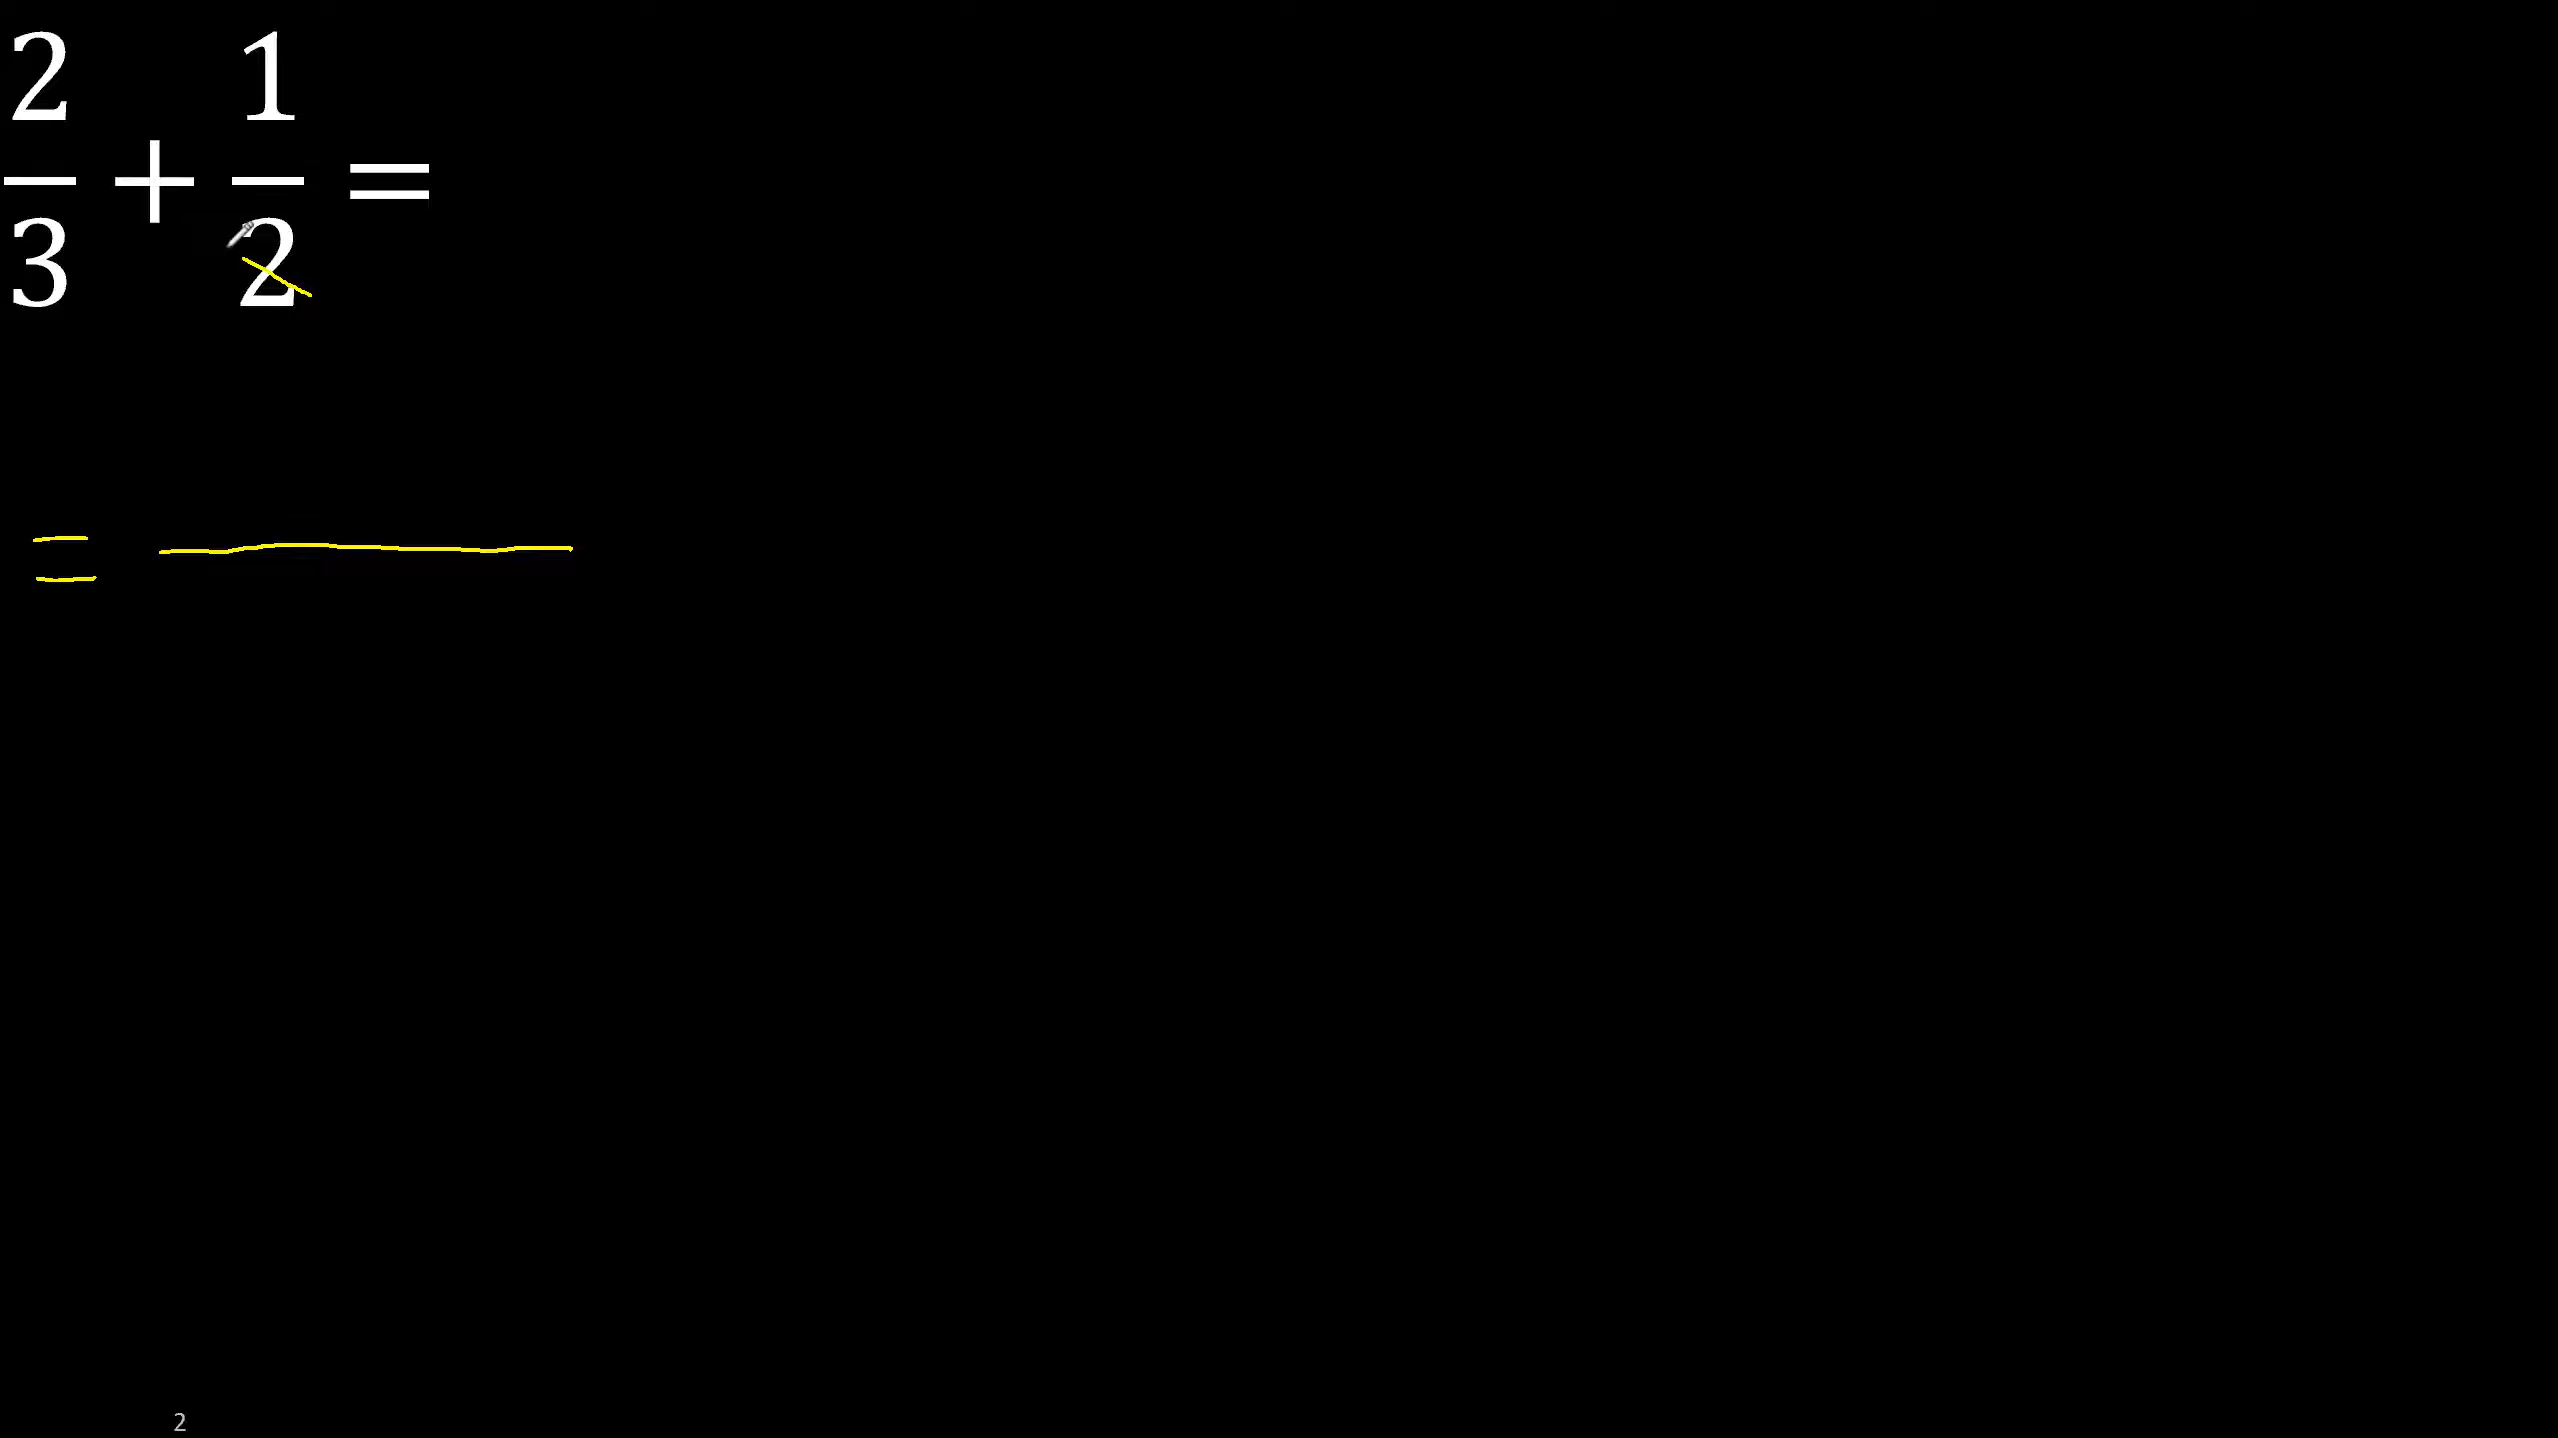 2/3 + 1/2 =
=
2